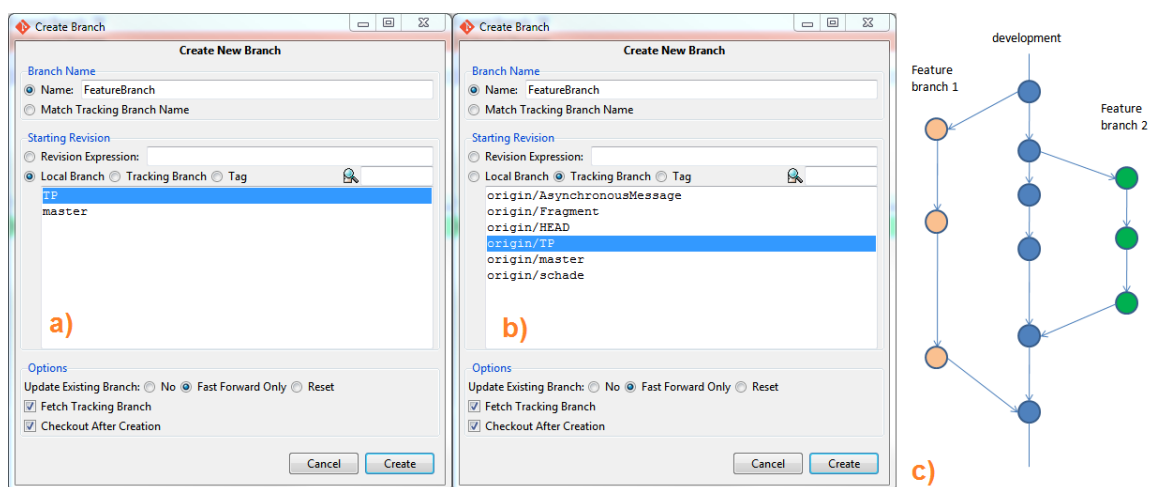 Create Branch
Create New Branch
Branch Name
Name: FeatureBranch
Match Tracking Branch Name
Starting Revision
Revision Expression:
Local Branch Tracking Branch Tag
TP
master
a)
Options
Update Existing Branch: No Fast Forward Only Reset
Fetch Tracking Branch
Checkout After Creation
Cancel Create
Create Branch
Create New Branch
Branch Name
Name: FeatureBranch
Match Tracking Branch Name
Starting Revision
Revision Expression:
Local Branch Tracking Branch Tag
origin/AsynchronousMessage
origin/Fragment
origin/HEAD
origin/TP
origin/master
origin/schade
b)
Options
Update Existing Branch: No Fast Forward Only Reset
Fetch Tracking Branch
Checkout After Creation
Cancel Create
development
Feature
branch 1
Feature
branch 2
c)